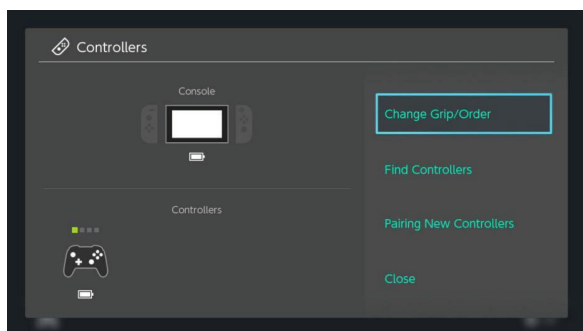 Controllers
Console
Change Grip/Order
Find Controllers
Controllers
Pairing New Controllers
Close